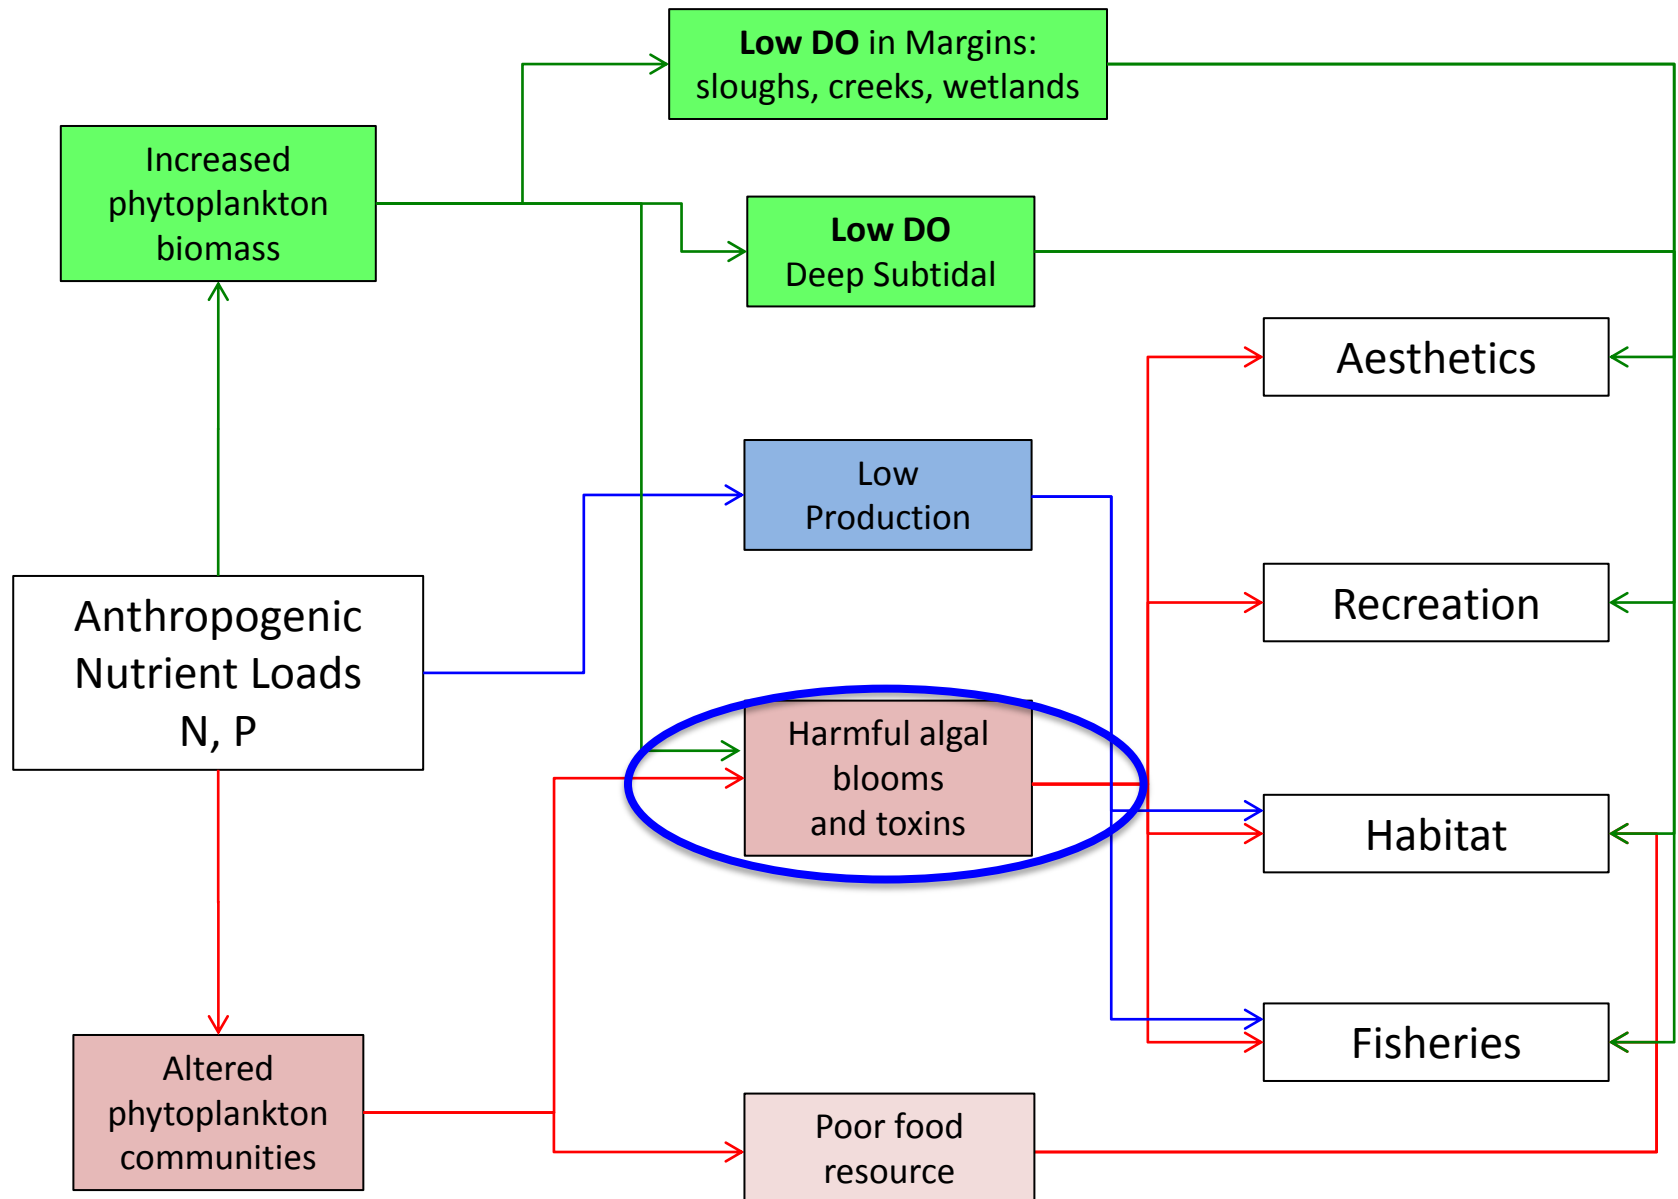 Low DO in Margins:
sloughs, creeks, wetlands
Increased
phytoplankton
biomass
Low DO
Deep Subtidal
Aesthetics
Low
Production
Anthropogenic
Nutrient Loads
N, P
Recreation
Harmful algal
blooms
and toxins
Habitat
Fisheries
Altered
phytoplankton
communities
Poor food
resource